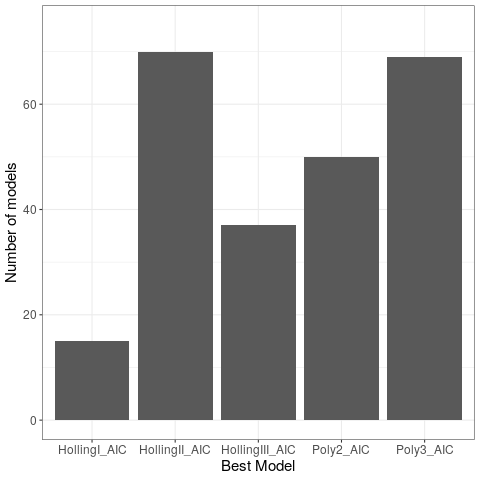 Number of models
60
40
20
0
HollingI_AIC HollingII_AIC HollingIII_AIC Poly2_AIC Poly3_AIC
Best Model